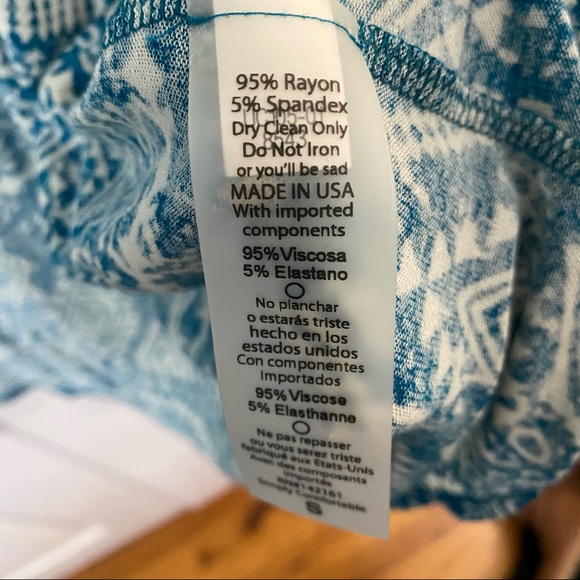 95% Rayon
5% Spandex
Dry Clean Only
Do Not Iron
or you'll be sad
MADE IN USA
With imported
components
95%Viscosa
5% Elastano
No planchar
o estarás triste
hecho en los
estados unidos
Con componentes
Importados
95%Viscose
5% Elasthanne
Ne pas repasser
ou vous serez triste
fabriqué aux Etats-Unis
Avec des composants
importés
RN#142161
Simply Comfortable
S